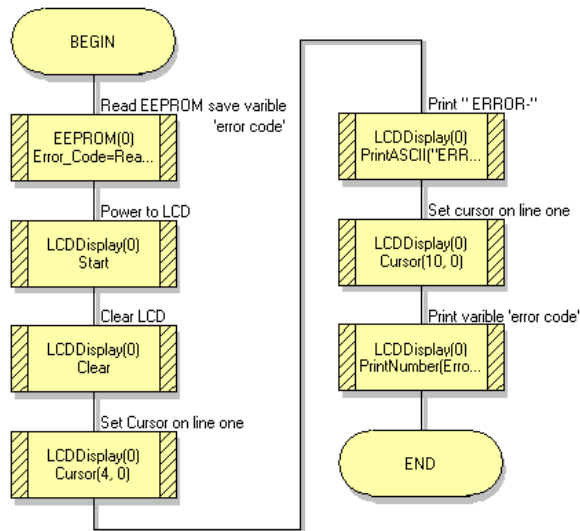 BEGIN
Read EEPROM save varible
'error code'
EEPROM(0)
Error_Code=Rea...
Power to LCD
LCDDisplay(0)
Start
Clear LCD
LCDDisplay(0)
Clear
Set Cursor on line one
LCDDisplay(0)
Cursor(4, 0)
Print " ERROR-"
LCDDisplay(0)
PrintASCII("ERR...
Set cursor on line one
LCDDisplay(0)
Cursor(10, 0)
Print varible 'error code'
LCDDisplay(0)
PrintNumber(Erro...
END